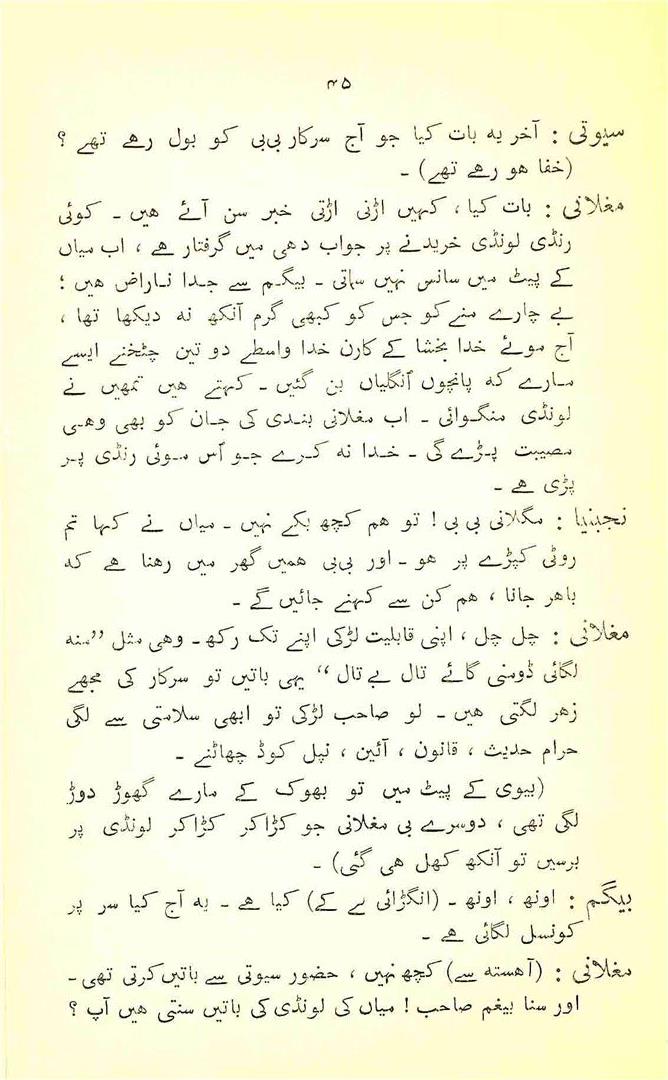 ۴۵
سیوتی : آخر یہ بات کیا جو آج سرکار بی‌بی کو بول رہے تھے ؟
(خفا ہو رہے تھے) ۔
مغلانی : بات کیا ، کہیں اڑتی اڑتی خبر سن آئے ہیں ۔ کوئی
رنڈی لونڈی خریدنے پر جواب دہی میں گرفتار ہے ، اب میاں
کے پیٹ میں سانس نہیں سماتی ۔ بیگم سے جدا ناراض ہیں ؛
بے چارے منے کو جس کو کبھی گرم آنکھ نہ دیکھا تھا ،
آج موئے خدا بخشا کے کارن خدا واسطے دو تین چٹخنے ایسے
مارے کہ پانچوں اُنگلیاں بن گئیں ۔ کہتے ہیں تمھیں نے
لونڈی منگوائی ۔ اب مغلانی بندی کی جان کو بھی وہی
مصیبت پڑے گی ۔ خدا نہ کرے جو اُس موئی رنڈی پر
پڑی ہے ۔
نجبنیا : مگلانی بی بی ! تو ہم کچھ بکے نہیں ۔ میاں نے کہا تم
روٹی کپڑے پر ہو ۔ اور بی‌بی ہمیں گھر میں رھنا ہے کہ
باہر جانا ، ہم کن سے کہنے جائیں گے ۔
مغلانی : چل چل ، اپنی قابلیت لڑکی اپنے تک رکھ ۔ وہی مثل ”منہ
لگائی ڈومنی گائے تال بے تال“ یہی باتیں تو سرکار کی مجھے
زہر لگتی ہیں ۔ لو صاحب لڑکی تو ابھی سلامتی سے لگی
حرام حدیث ، قانون ، آئین ، نپل کوڈ چھانٹنے ۔
(بیوی کے پیٹ میں تو بھوک کے مارے گھوڑ دوڑ
لگی تھی ، دوسرے بی مغلانی جو کڑاکر کڑاکر لونڈی پر
برسیں تو آنکھ کھل ہی گئی) ۔
بیگم : اونھ ، اونھ ۔ (انگڑائی لے کے) کیا ہے ۔ یہ آج کیا سر پر
کونسل لگائی ہے ۔
مغلانی : (آہستہ سے) کچھ نہیں ، حضور سیوتی سے باتیں کرتی تھی ۔
اور سنا بیغم صاحب ! میاں کی لونڈی کی باتیں سنتی ہیں آپ ؟